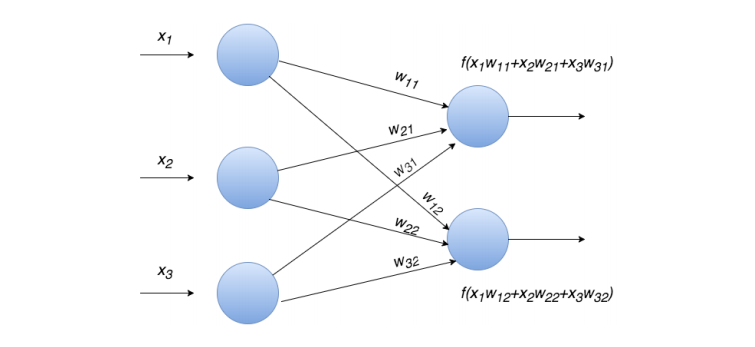 x₁
w₁₁
f(x₁w₁₁+x₂w₂₁+x₃w₃₁)
x₂
w₂₁
w₃₁
w₁₂
w₂₂
x₃
w₃₂
f(x₁w₁₂+x₂w₂₂+x₃w₃₂)